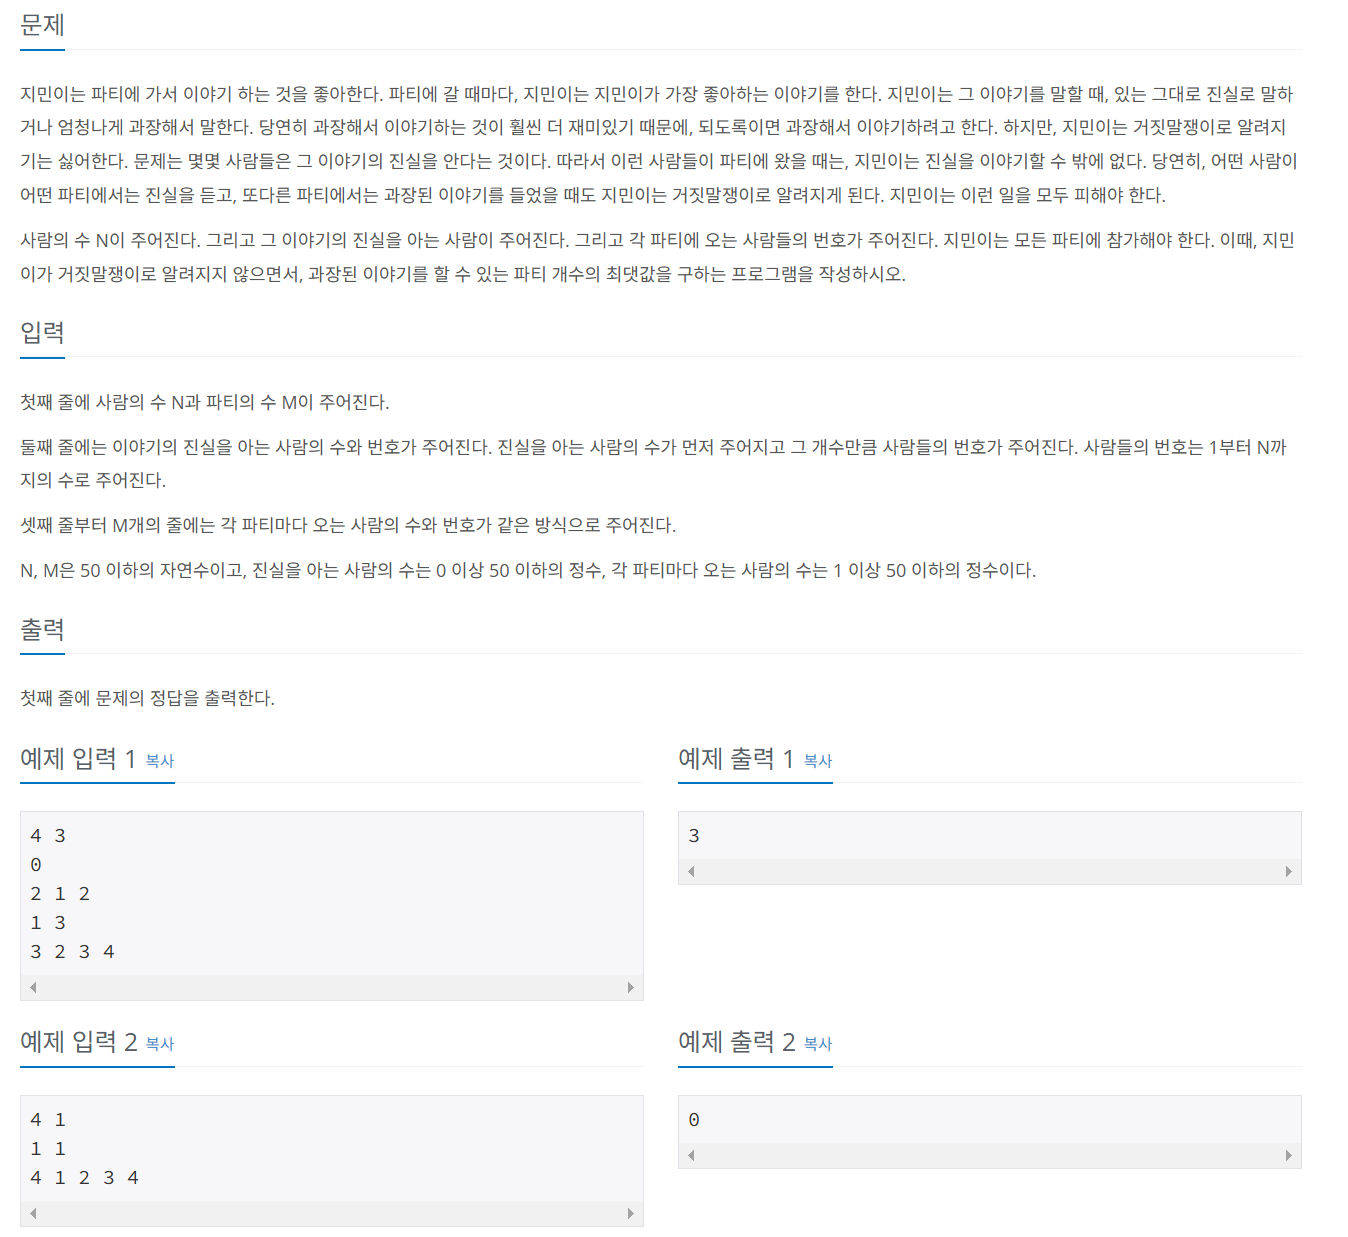 문제
지민이는 파티에 가서 이야기 하는 것을 좋아한다. 파티에 갈 때마다, 지민이는 지민이가 가장 좋아하는 이야기를 한다. 지민이는 그 이야기를 말할 때, 있는 그대로 진실로 말하
거나 엄청나게 과장해서 말한다. 당연히 과장해서 이야기하는 것이 훨씬 더 재미있기 때문에, 되도록이면 과장해서 이야기하려고 한다. 하지만, 지민이는 거짓말쟁이로 알려지
기는 싫어한다. 문제는 몇몇 사람들은 그 이야기의 진실을 안다는 것이다. 따라서 이런 사람들이 파티에 왔을 때는, 지민이는 진실을 이야기할 수 밖에 없다. 당연히, 어떤 사람이
어떤 파티에서는 진실을 듣고, 또다른 파티에서는 과장된 이야기를 들었을 때도 지민이는 거짓말쟁이로 알려지게 된다. 지민이는 이런 일을 모두 피해야 한다.
사람의 수 N이 주어진다. 그리고 그 이야기의 진실을 아는 사람이 주어진다. 그리고 각 파티에 오는 사람들의 번호가 주어진다. 지민이는 모든 파티에 참가해야 한다. 이때, 지민
이가 거짓말쟁이로 알려지지 않으면서, 과장된 이야기를 할 수 있는 파티 개수의 최댓값을 구하는 프로그램을 작성하시오.
입력
첫째 줄에 사람의 수 N과 파티의 수 M이 주어진다.
둘째 줄에는 이야기의 진실을 아는 사람의 수와 번호가 주어진다. 진실을 아는 사람의 수가 먼저 주어지고 그 개수만큼 사람들의 번호가 주어진다. 사람들의 번호는 1부터 N까
지의 수로 주어진다.
셋째 줄부터 M개의 줄에는 각 파티마다 오는 사람의 수와 번호가 같은 방식으로 주어진다.
N, M은 50 이하의 자연수이고, 진실을 아는 사람의 수는 0 이상 50 이하의 정수, 각 파티마다 오는 사람의 수는 1 이상 50 이하의 정수이다.
출력
첫째 줄에 문제의 정답을 출력한다.
예제 입력 1 복사
4 3
0
2 1 2
1 3
3 2 3 4
예제 출력 1 복사
3
예제 입력 2 복사
4 1
1 1
4 1 2 3 4
예제 출력 2 복사
0